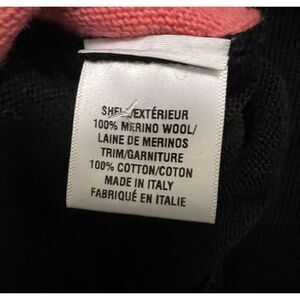 SHELL/EXTÉRIEUR
100% MERINO WOOL/
LAINE DE MERINOS
TRIM/GARNITURE
100% COTTON/COTON
MADE IN ITALY
FABRIQUÉ EN ITALIE